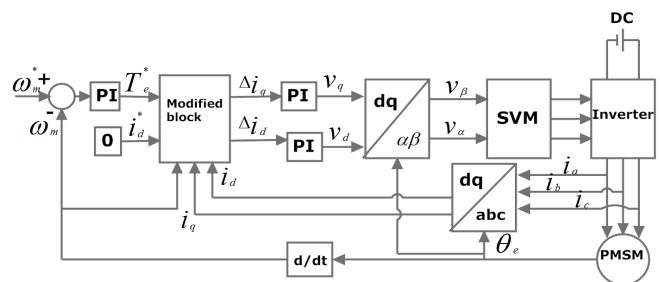 DC
ω*m + T*e Δiq vq vβ
PI Modified block PI dq αβ SVM Inverter
- ωm 0 i*d Δid PI vd vα
ia
ib
ic
dq abc
id
iq
θe
d/dt PMSM